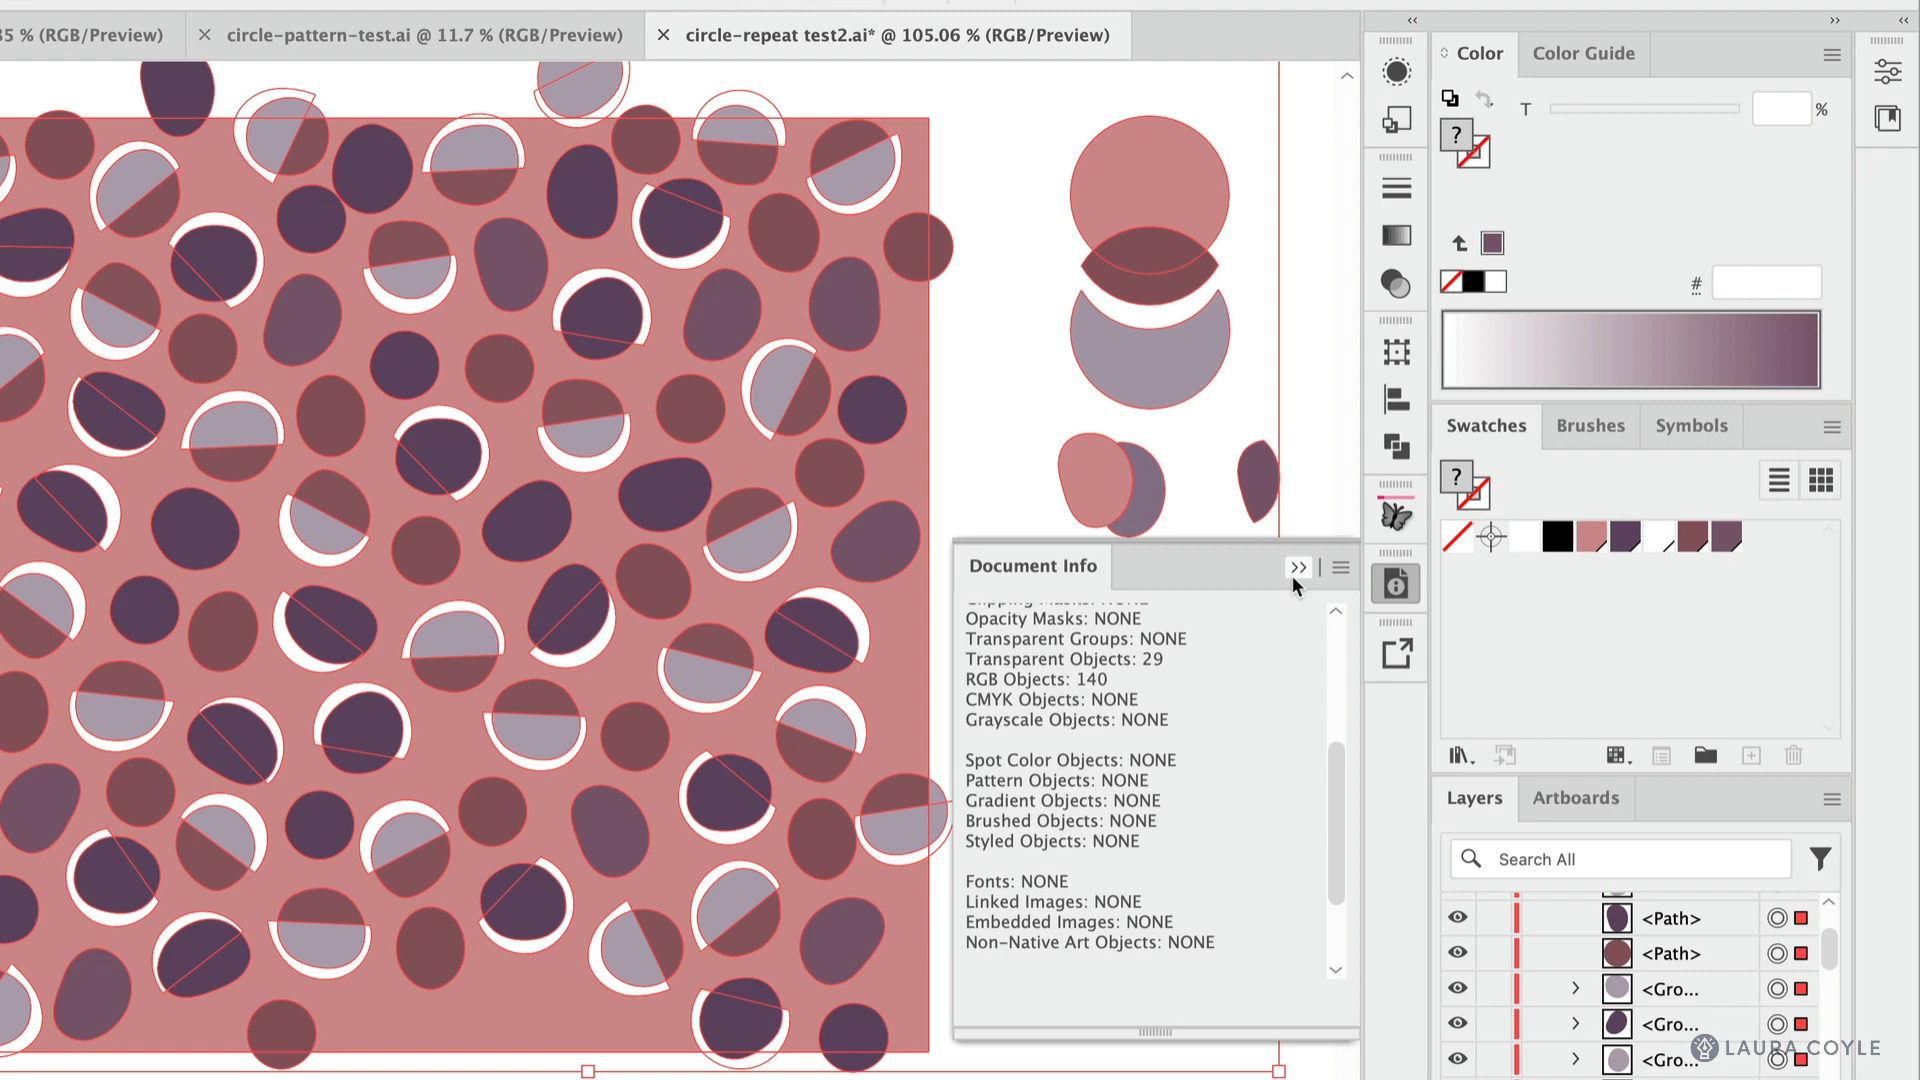 35 % (RGB/Preview)
circle-pattern-test.ai @ 11.7 % (RGB/Preview)
circle-repeat test2.ai* @ 105.06 % (RGB/Preview)
Color
Color Guide
T
%
?
#
Swatches
Brushes
Symbols
?
Document Info
Clipping Masks: NONE
Opacity Masks: NONE
Transparent Groups: NONE
Transparent Objects: 29
RGB Objects: 140
CMYK Objects: NONE
Grayscale Objects: NONE
Spot Color Objects: NONE
Pattern Objects: NONE
Gradient Objects: NONE
Brushed Objects: NONE
Styled Objects: NONE
Fonts: NONE
Linked Images: NONE
Embedded Images: NONE
Non-Native Art Objects: NONE
Layers
Artboards
Search All
<Path>
<Path>
<Gro...
<Gro...
<Gro...
LAURA COYLE